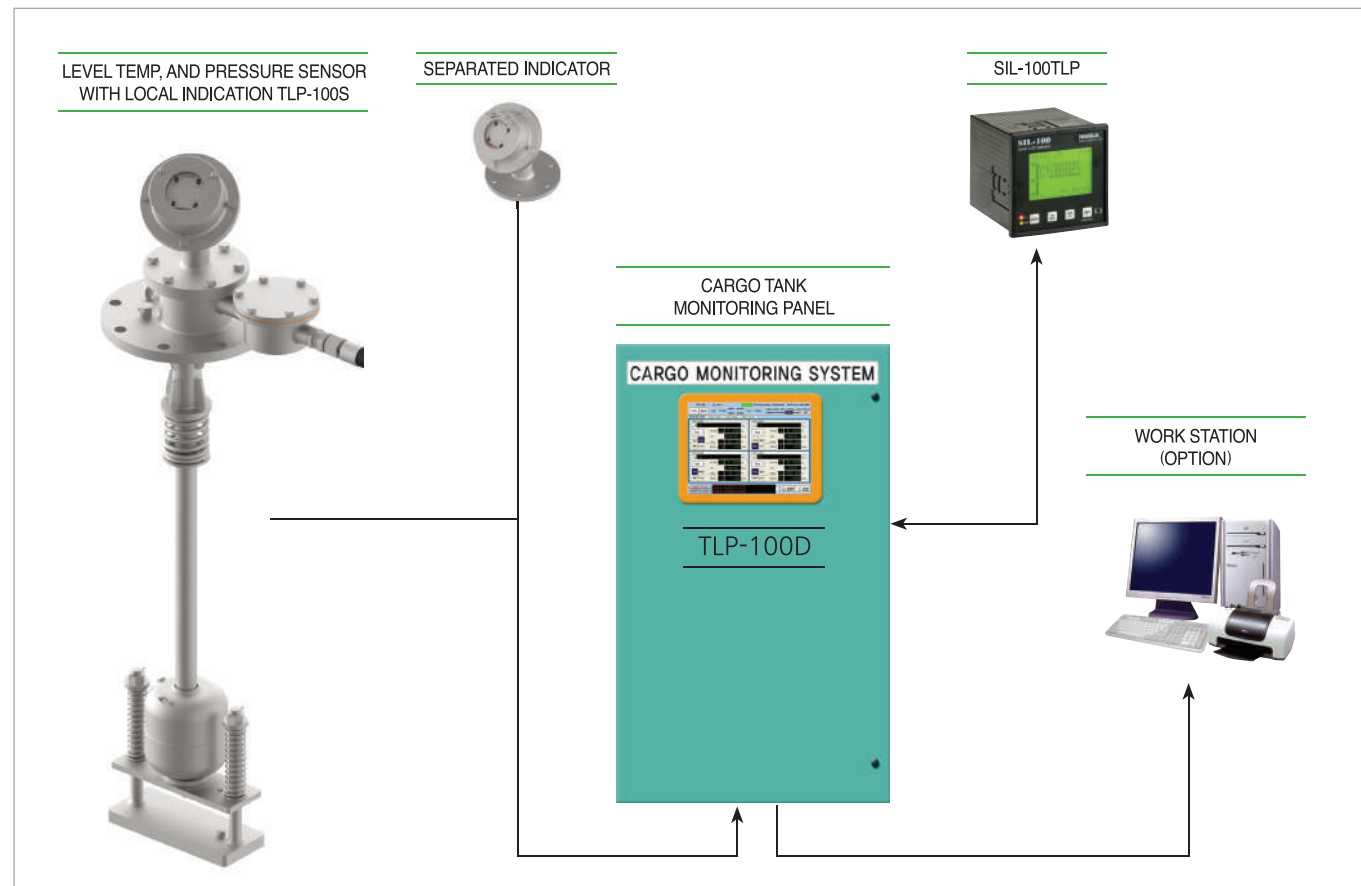 LEVEL TEMP, AND PRESSURE SENSOR
WITH LOCAL INDICATION TLP-100S
SEPARATED INDICATOR
SIL-100TLP
SIL-100
CARGO TANK
MONITORING PANEL
CARGO MONITORING SYSTEM
TLP-100D
WORK STATION
(OPTION)